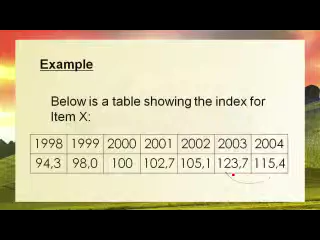 Example
Below is a table showing the index for
Item X:
1998 1999 2000 2001 2002 2003 2004
94,3 98,0 100 102,7 105,1 123,7 115,4